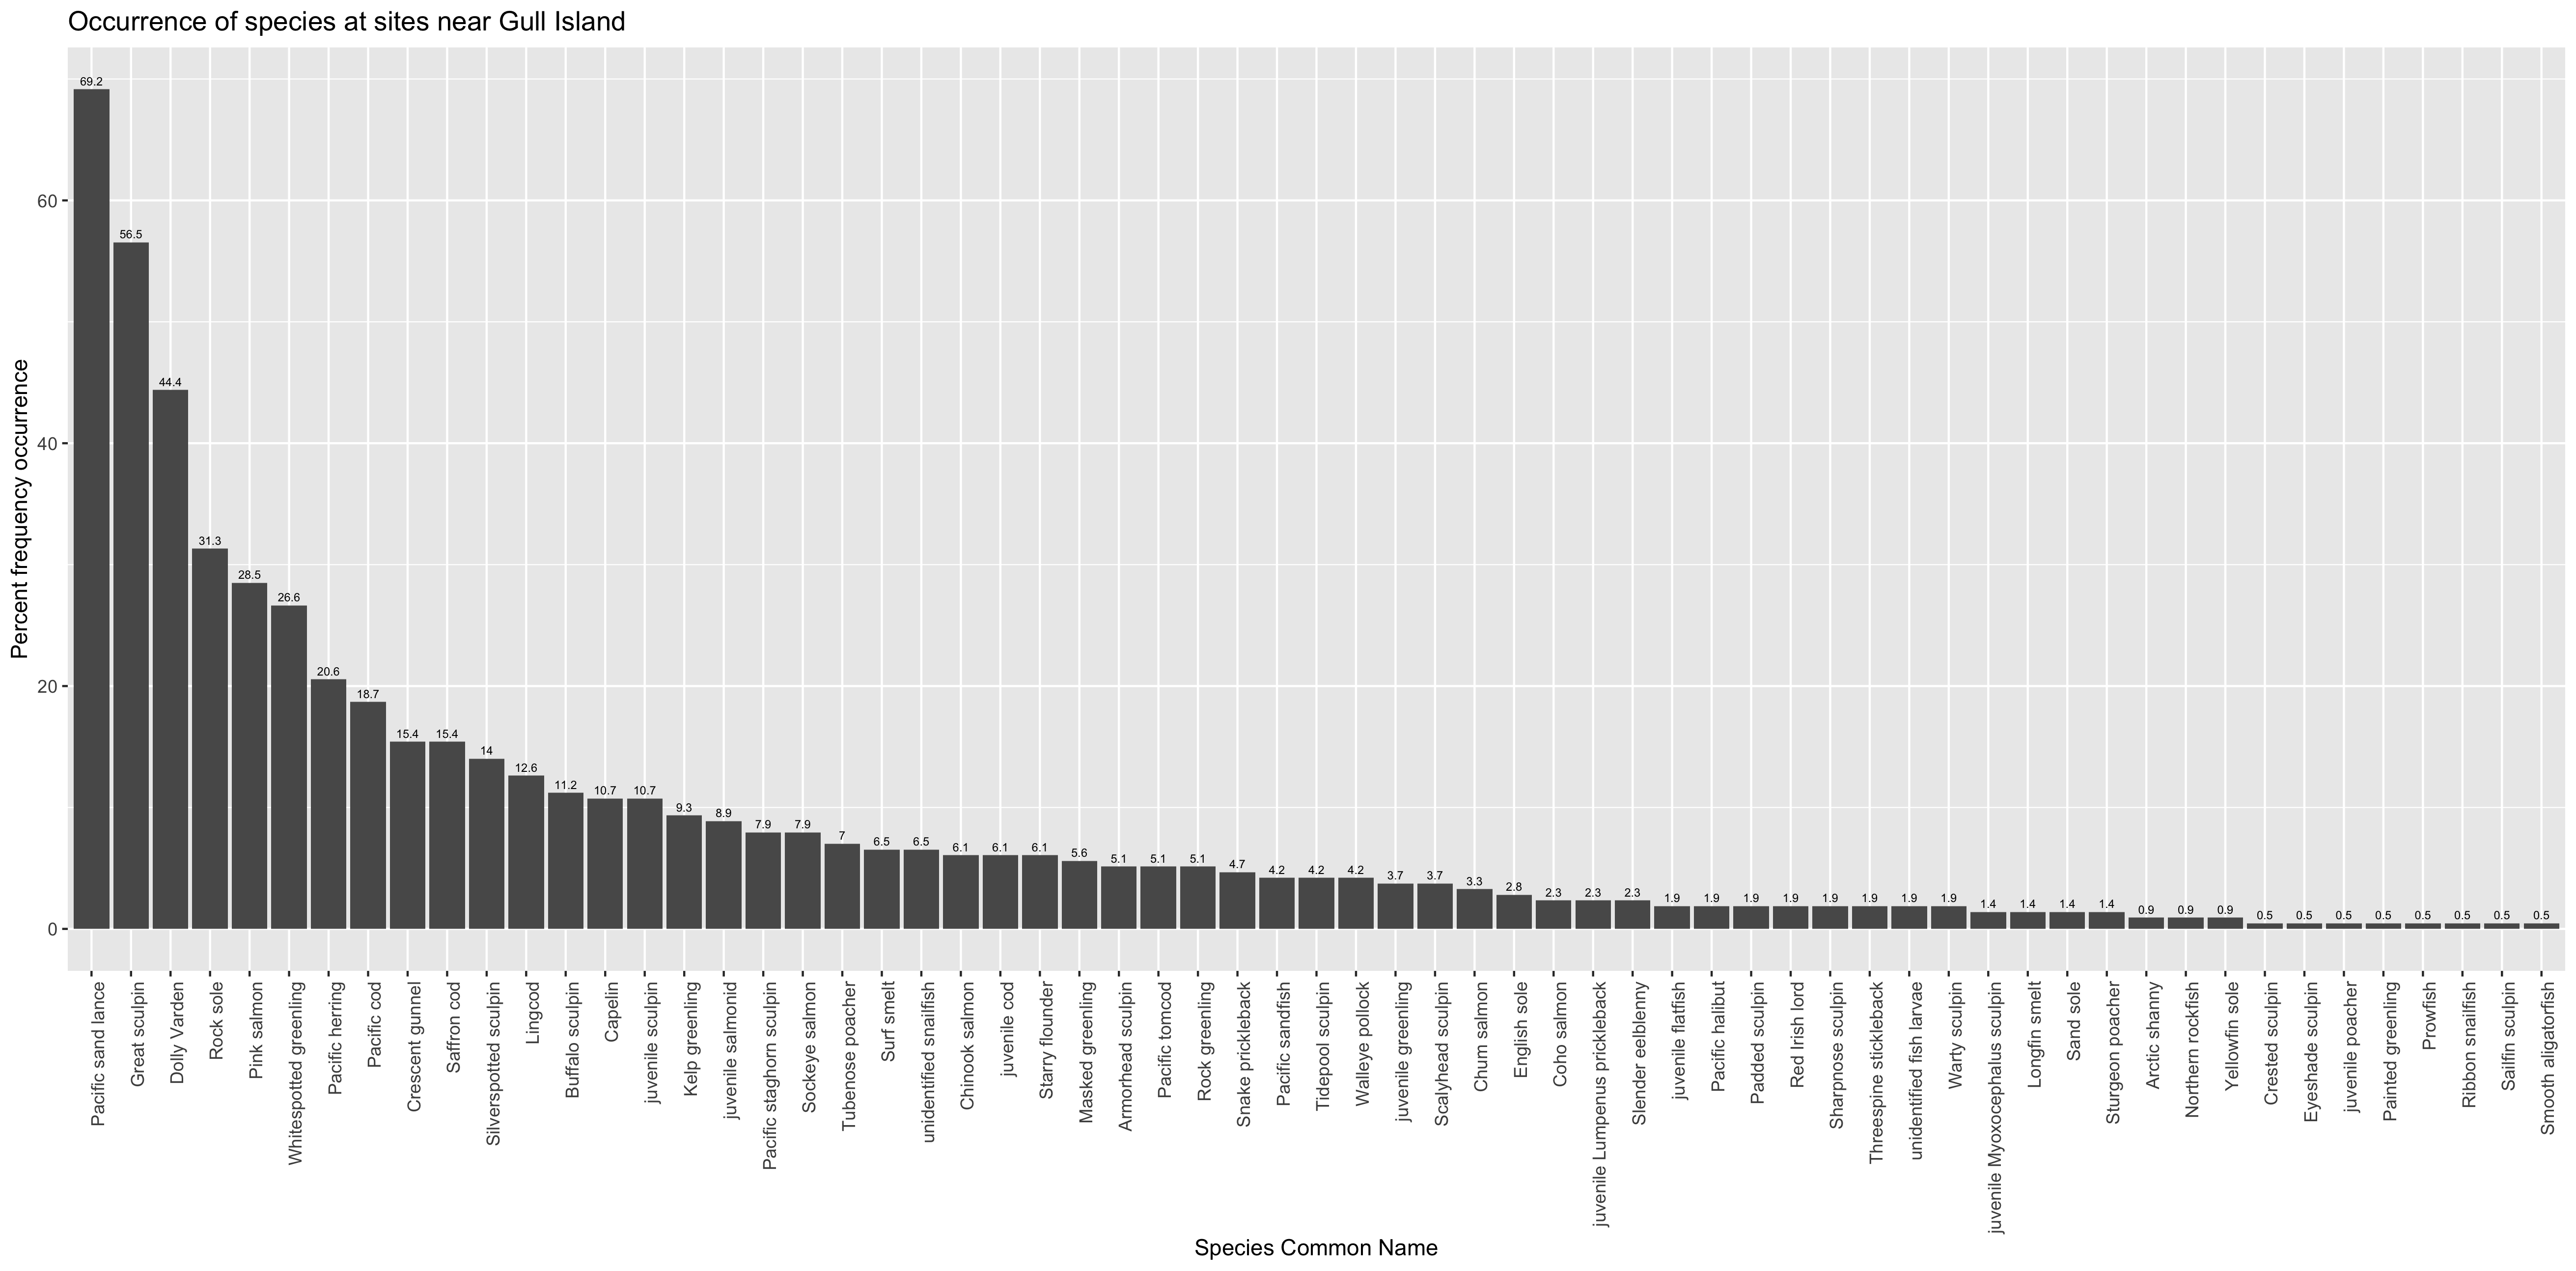 Occurrence of species at sites near Gull Island
Percent frequency occurrence
60
40
20
0
69.2
56.5
44.4
31.3
28.5
26.6
20.6
18.7
15.4
15.4
14
12.6
11.2
10.7
10.7
9.3
8.9
7.9
7.9
7
6.5
6.5
6.1
6.1
6.1
5.6
5.1
5.1
5.1
4.7
4.2
4.2
4.2
3.7
3.7
3.3
2.8
2.3
2.3
2.3
1.9
1.9
1.9
1.9
1.9
1.9
1.9
1.9
1.4
1.4
1.4
1.4
0.9
0.9
0.9
0.5
0.5
0.5
0.5
0.5
0.5
0.5
0.5
Pacific sand lance
Great sculpin
Dolly Varden
Rock sole
Pink salmon
Whitespotted greenling
Pacific herring
Pacific cod
Crescent gunnel
Saffron cod
Silverspotted sculpin
Lingcod
Buffalo sculpin
Capelin
juvenile sculpin
Kelp greenling
juvenile salmonid
Pacific staghorn sculpin
Sockeye salmon
Tubenose poacher
Surf smelt
unidentified snailfish
Chinook salmon
juvenile cod
Starry flounder
Masked greenling
Armorhead sculpin
Pacific tomcod
Rock greenling
Snake prickleback
Pacific sandfish
Tidepool sculpin
Walleye pollock
juvenile greenling
Scalyhead sculpin
Chum salmon
English sole
Coho salmon
juvenile Lumpenus prickleback
Slender eelblenny
juvenile flatfish
Pacific halibut
Padded sculpin
Red Irish lord
Sharpnose sculpin
Threespine stickleback
unidentified fish larvae
Warty sculpin
juvenile Myoxocephalus sculpin
Longfin smelt
Sand sole
Sturgeon poacher
Arctic shanny
Northern rockfish
Yellowfin sole
Crested sculpin
Eyeshade sculpin
juvenile poacher
Painted greenling
Prowfish
Ribbon snailfish
Sailfin sculpin
Smooth aligatorfish
Species Common Name